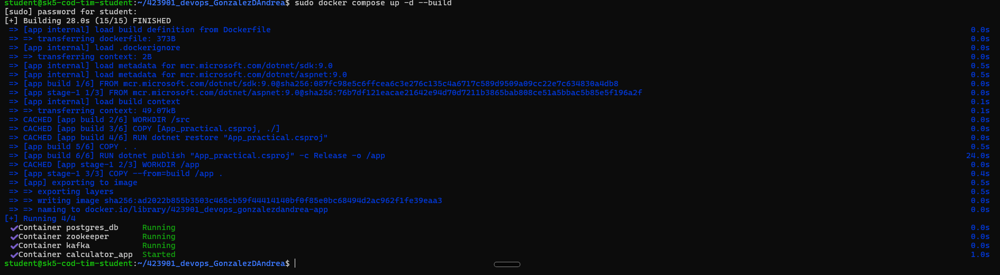 student@sk5-cod-tim-student:~/423901_devops_GonzalezDAndrea$ sudo docker compose up -d --build
[sudo] password for student:
[+] Building 28.0s (15/15) FINISHED
=> [app internal] load build definition from Dockerfile 0.0s
=> => transferring dockerfile: 373B 0.0s
=> [app internal] load .dockerignore 0.0s
=> => transferring context: 2B 0.0s
=> [app internal] load metadata for mcr.microsoft.com/dotnet/sdk:9.0 0.5s
=> [app internal] load metadata for mcr.microsoft.com/dotnet/aspnet:9.0 0.5s
=> [app build 1/6] FROM mcr.microsoft.com/dotnet/sdk:9.0@sha256:087fc98e5c6ffcea6c3e276c135c4a6717c589d9509a09cc22e7c634830a4db8 0.0s
=> [app stage-1 1/3] FROM mcr.microsoft.com/dotnet/aspnet:9.0@sha256:76b7df121eacae21642e94d70d7211b3865bab808ce51a5bbac5b85e5f196a2f 0.0s
=> [app internal] load build context 0.1s
=> => transferring context: 49.07kB 0.1s
=> CACHED [app build 2/6] WORKDIR /src 0.0s
=> CACHED [app build 3/6] COPY [App_practical.csproj, ./] 0.0s
=> CACHED [app build 4/6] RUN dotnet restore "App_practical.csproj" 0.0s
=> [app build 5/6] COPY . . 0.5s
=> [app build 6/6] RUN dotnet publish "App_practical.csproj" -c Release -o /app 24.0s
=> CACHED [app stage-1 2/3] WORKDIR /app 0.0s
=> [app stage-1 3/3] COPY --from=build /app . 0.4s
=> [app] exporting to image 0.5s
=> => exporting layers 0.5s
=> => writing image sha256:ad2022b855b3503c465cb59f44414140bf0f85e0bc68494d2ac962f1fe39eaa3 0.0s
=> => naming to docker.io/library/423901_devops_gonzalezdandrea-app 0.0s
[+] Running 4/4
✔Container postgres_db Running 0.0s
✔Container zookeeper Running 0.0s
✔Container kafka Running 0.0s
✔Container calculator_app Started 1.0s
student@sk5-cod-tim-student:~/423901_devops_GonzalezDAndrea$